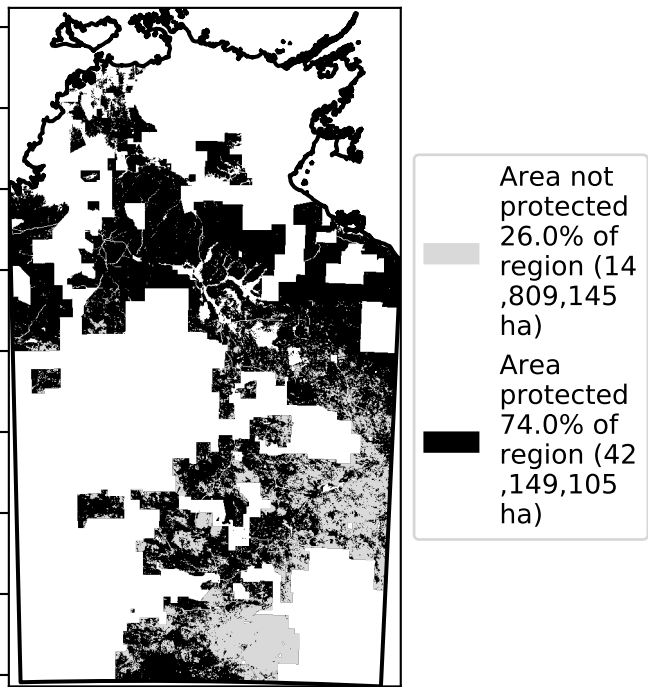 Area not
protected
26.0% of
region (14
,809,145
ha)
Area
protected
74.0% of
region (42
,149,105
ha)